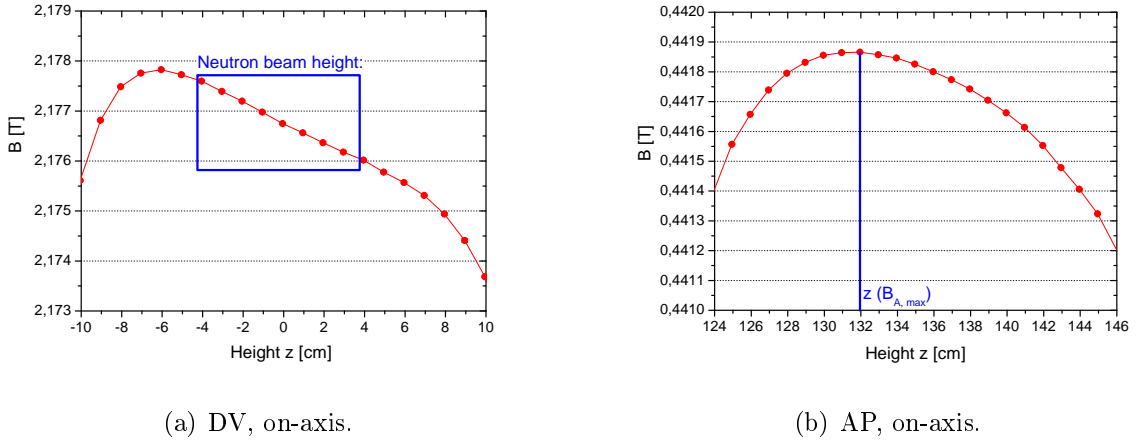 2,179
2,178
2,177
2,176
2,175
2,174
2,173
B [T]
Neutron beam height:
-10 -8 -6 -4 -2 0 2 4 6 8 10
Height z [cm]
(a) DV, on-axis.
0,4420
0,4419
0,4418
0,4417
0,4416
0,4415
0,4414
0,4413
0,4412
0,4411
0,4410
B [T]
z (B_A, max)
124 126 128 130 132 134 136 138 140 142 144 146
Height z [cm]
(b) AP, on-axis.